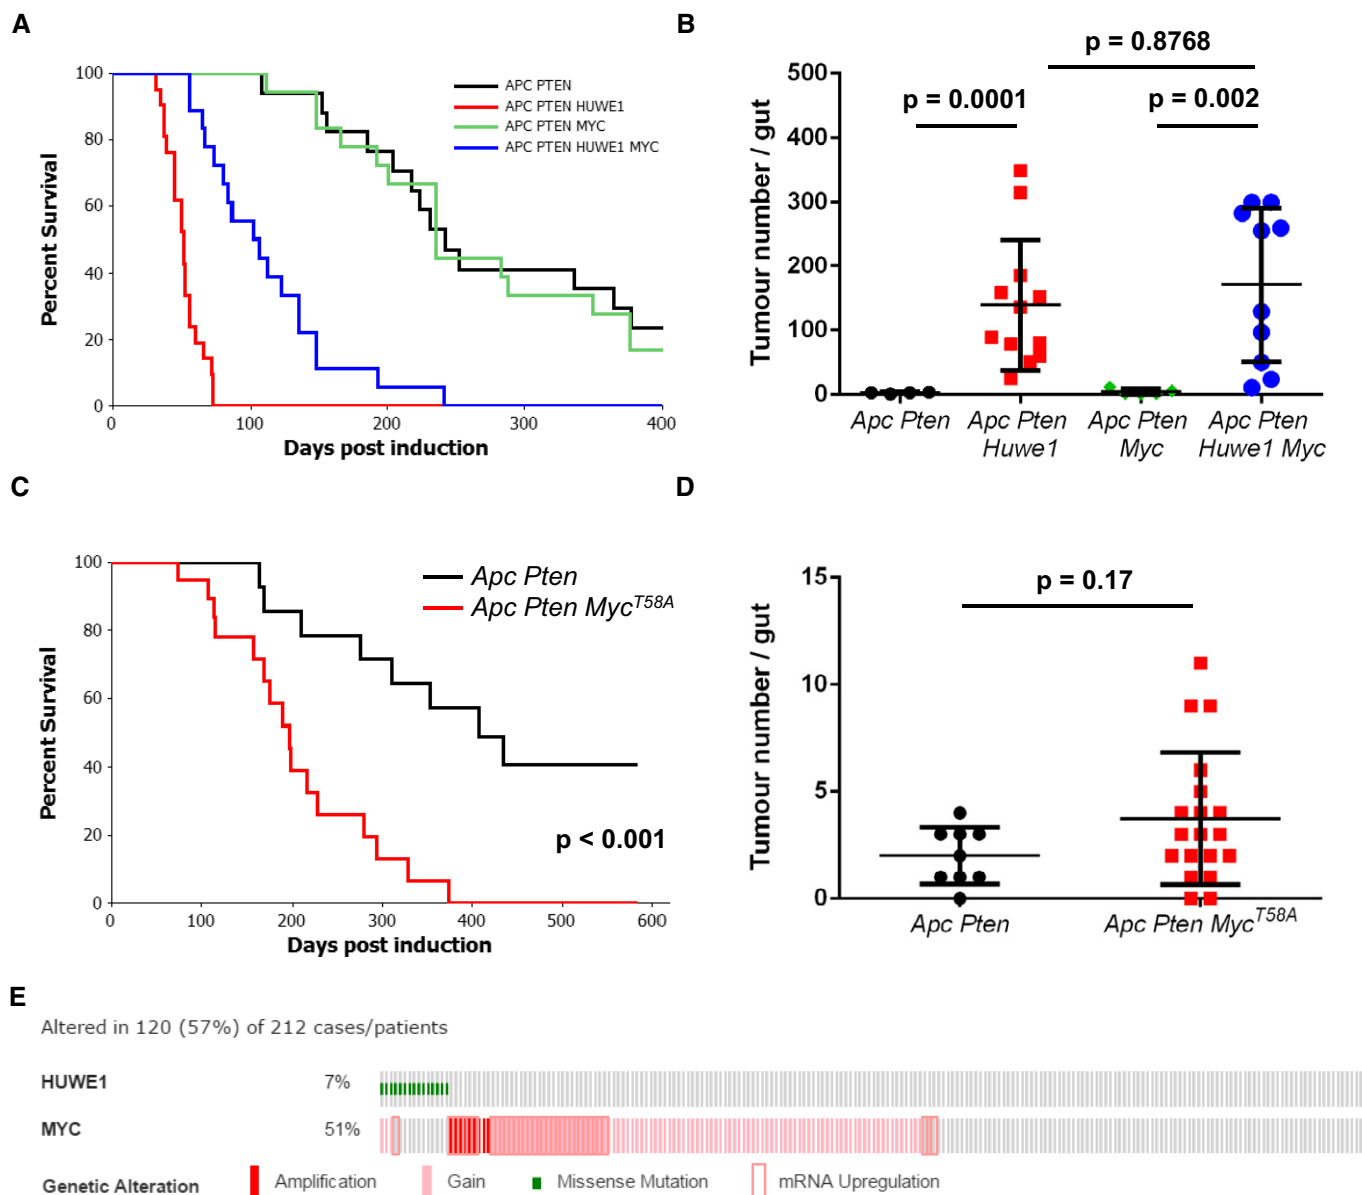 A
100
80
60
40
20
0
Percent Survival
0 100 200 300 400
Days post induction
APC PTEN
APC PTEN HUWE1
APC PTEN MYC
APC PTEN HUWE1 MYC
B
p = 0.8768
p = 0.0001 p = 0.002
500
400
300
200
100
0
Tumour number / gut
Apc Pten Apc Pten Apc Pten Apc Pten
Huwe1 Myc Huwe1 Myc
C
100
80
60
40
20
0
Percent Survival
0 100 200 300 400 500 600
Days post induction
Apc Pten
Apc Pten Myc^T58A
p < 0.001
D
p = 0.17
15
10
5
0
Tumour number / gut
Apc Pten Apc Pten Myc^T58A
E
Altered in 120 (57%) of 212 cases/patients
HUWE1 7%
MYC 51%
Genetic Alteration Amplification Gain Missense Mutation mRNA Upregulation